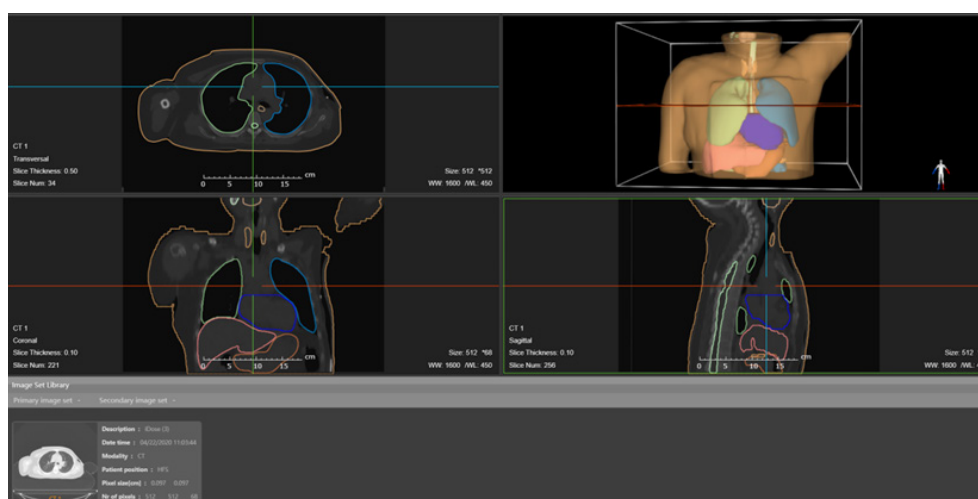 CT 1
Transversal
Slice Thickness: 0.50
Slice Num: 34
0 5 10 15 cm
Size: 512 *512
WW: 1600 /WL: 450
CT 1
Coronal
Slice Thickness: 0.10
Slice Num: 221
0 5 10 15 cm
Size: 512 *68
WW: 1600 /WL: 450
CT 1
Sagittal
Slice Thickness: 0.10
Slice Num: 256
0 5 10 15 cm
Size: 512
WW: 1600 /WL: 4
Image Set Library
Primary image set
Secondary image set
Description : iDose (3)
Date time : 04/22/2020 11:03:44
Modality : CT
Patient position : HFS
Pixel size[cm] : 0.097 0.097
Nr of pixels : 512 512 68